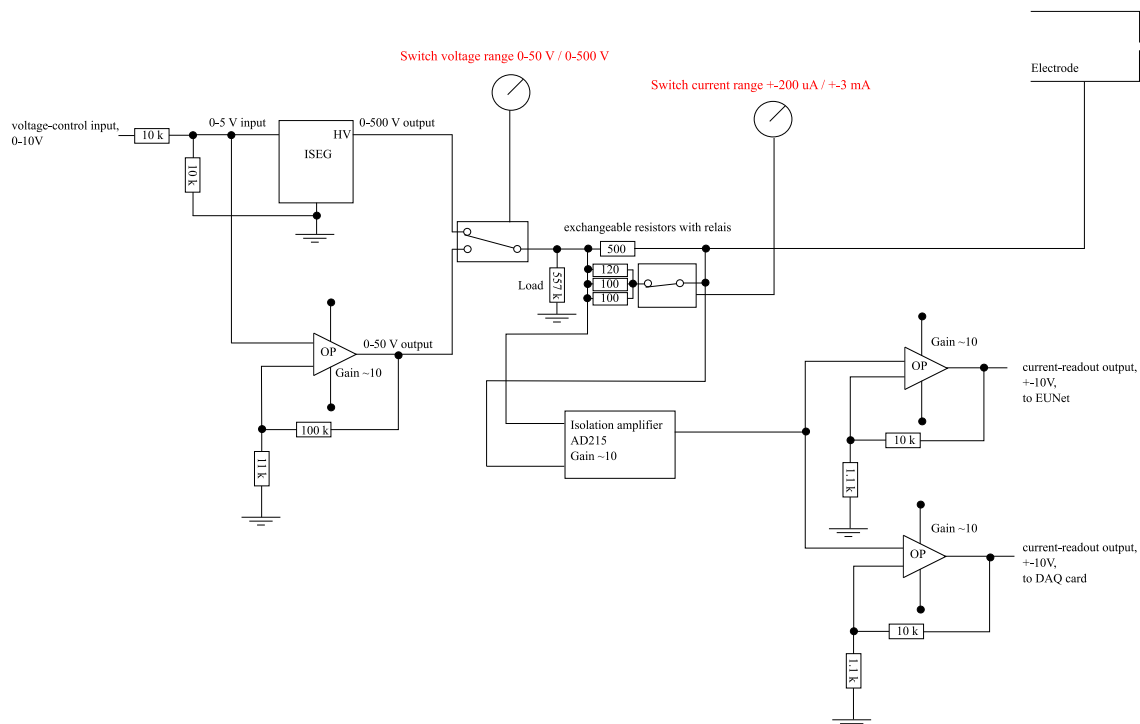 Switch voltage range 0-50 V / 0-500 V
Switch current range +-200 uA / +-3 mA
Electrode
voltage-control input,
0-10V
10 k
0-5 V input
HV
ISEG
0-500 V output
10 k
exchangeable resistors with relais
500
120
100
100
Load
557 k
OP
Gain ~10
0-50 V output
100 k
11 k
Isolation amplifier
AD215
Gain ~10
OP
Gain ~10
current-readout output,
+-10V,
to EUNet
10 k
1.1 k
OP
Gain ~10
current-readout output,
+-10V,
to DAQ card
10 k
1.1 k